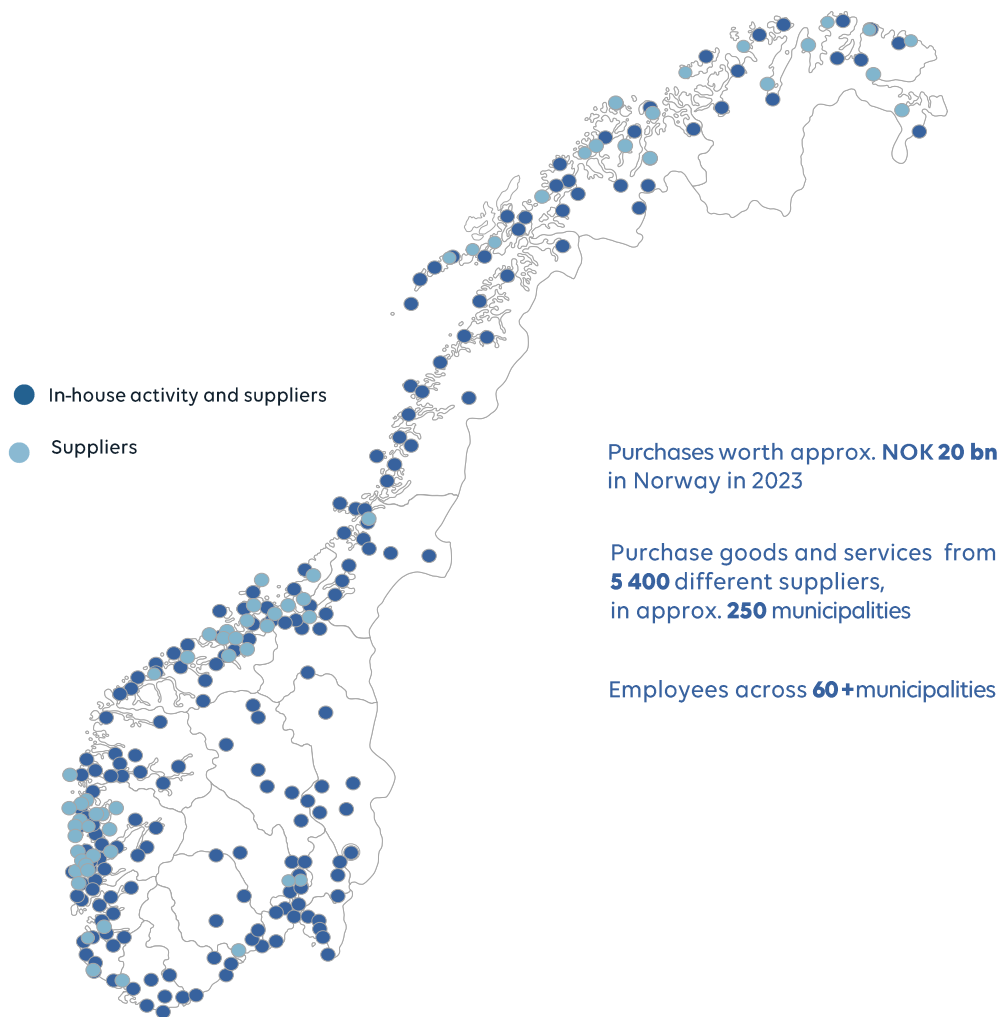 In-house activity and suppliers
Suppliers
Purchases worth approx. NOK 20 bn
in Norway in 2023
Purchase goods and services from
5 400 different suppliers,
in approx. 250 municipalities
Employees across 60+municipalities